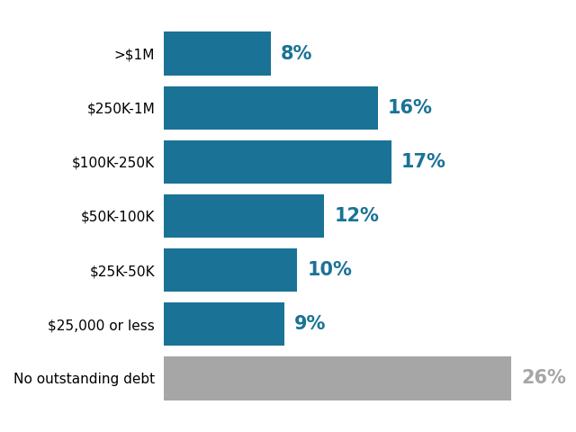 >$1M 8%
$250K-1M 16%
$100K-250K 17%
$50K-100K 12%
$25K-50K 10%
$25,000 or less 9%
No outstanding debt 26%